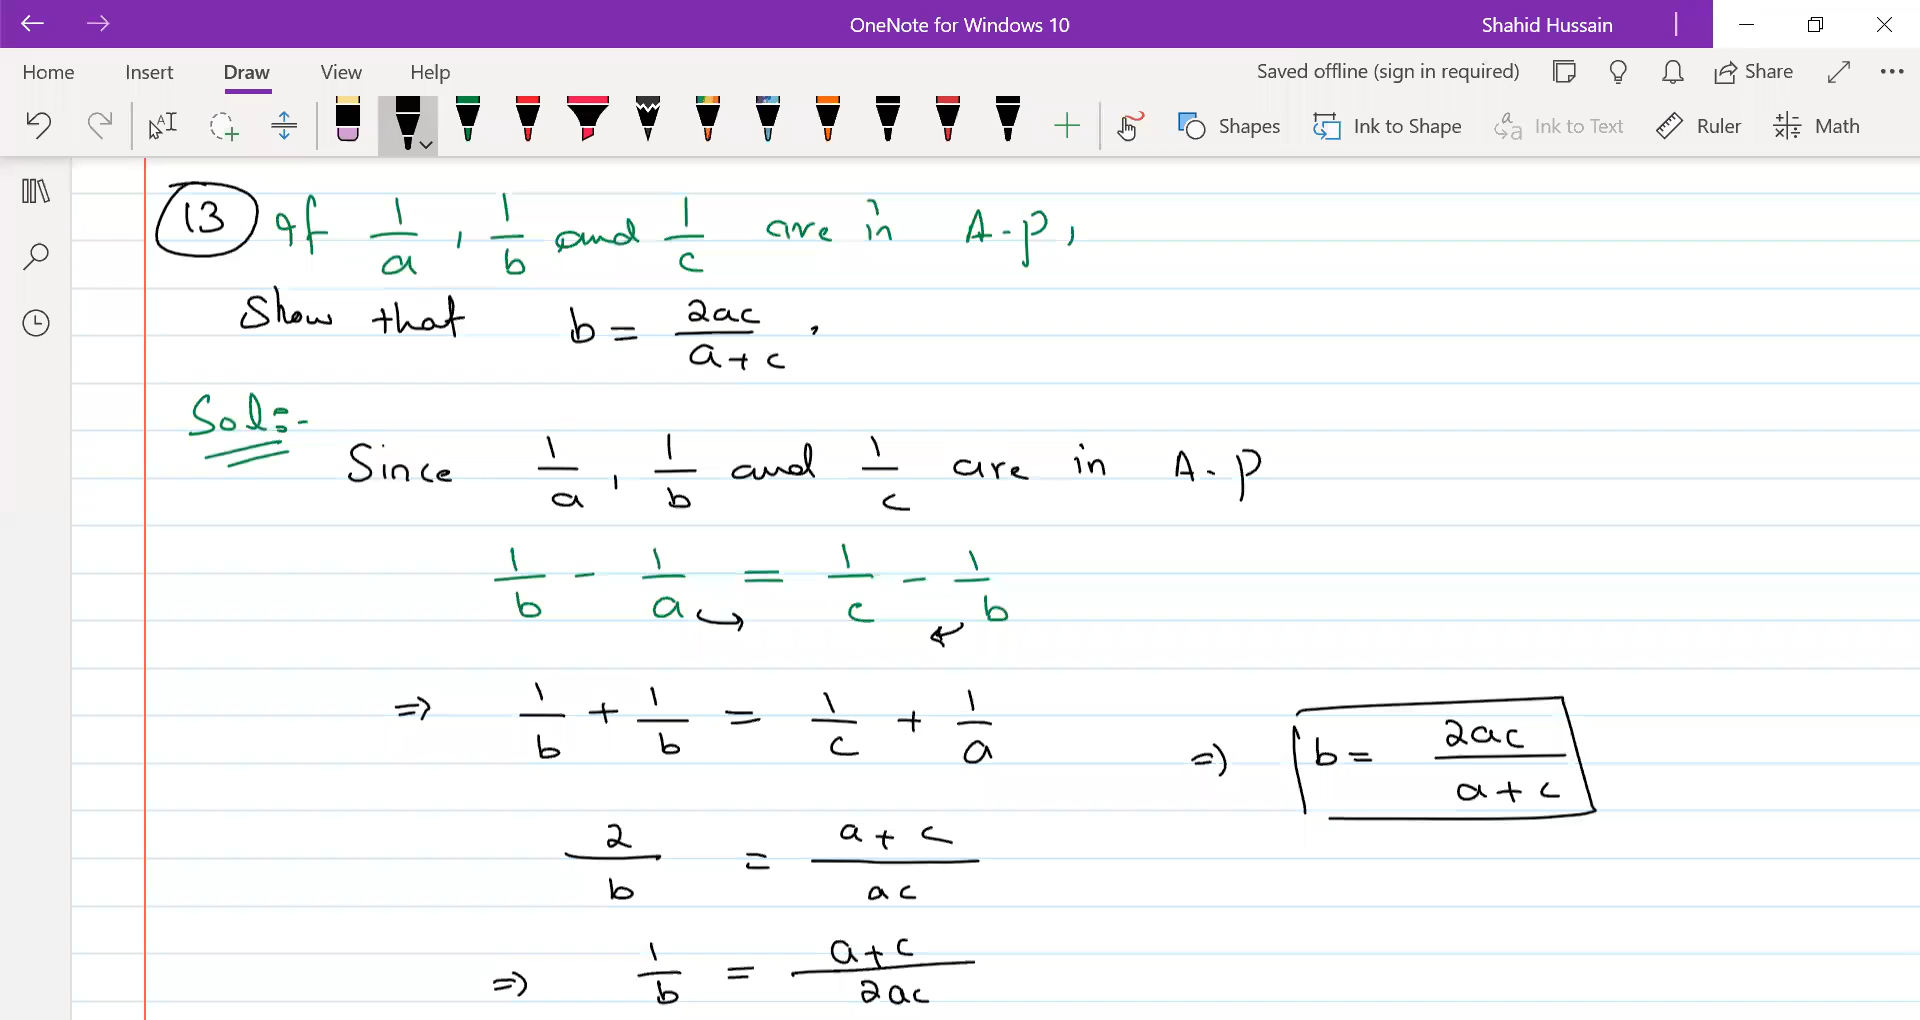 OneNote for Windows 10
Shahid Hussain
Home Insert Draw View Help
Saved offline (sign in required) Share
Shapes Ink to Shape Ink to Text Ruler Math
13 If 1/a , 1/b and 1/c are in A.P,
Show that b = 2ac/(a+c) .
Sol:-
Since 1/a , 1/b and 1/c are in A.P
1/b - 1/a = 1/c - 1/b
⇒ 1/b + 1/b = 1/c + 1/a
2/b = (a+c)/ac
⇒ 1/b = (a+c)/2ac
⇒ b = 2ac/(a+c)